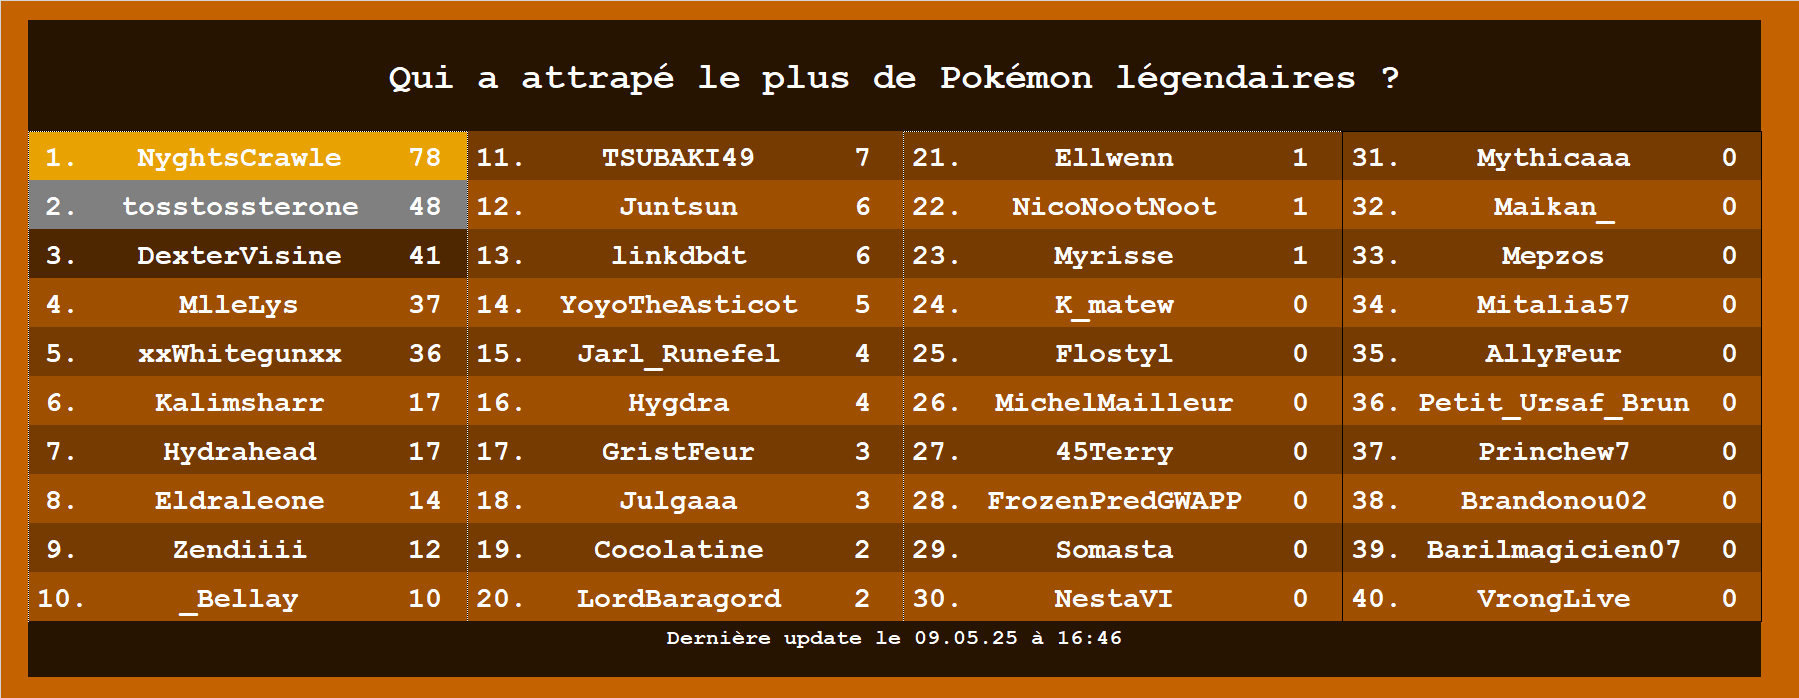 Qui a attrapé le plus de Pokémon légendaires ?
1. NyghtsCrawle 78
2. tosstossterone 48
3. DexterVisine 41
4. MlleLys 37
5. xxWhitegunxx 36
6. Kalimsharr 17
7. Hydrahead 17
8. Eldraleone 14
9. Zendiiii 12
10. _Bellay 10
11. TSUBAKI49 7
12. Juntsun 6
13. linkdbdt 6
14. YoyoTheAsticot 5
15. Jarl_Runefel 4
16. Hygdra 4
17. GristFeur 3
18. Julgaaa 3
19. Cocolatine 2
20. LordBaragord 2
21. Ellwenn 1
22. NicoNootNoot 1
23. Myrisse 1
24. K_matew 0
25. Flostyl 0
26. MichelMailleur 0
27. 45Terry 0
28. FrozenPredGWAPP 0
29. Somasta 0
30. NestaVI 0
31. Mythicaaa 0
32. Maikan_ 0
33. Mepzos 0
34. Mitalia57 0
35. AllyFeur 0
36. Petit_Ursaf_Brun 0
37. Princhew7 0
38. Brandonou02 0
39. Barilmagicien07 0
40. VrongLive 0
Dernière update le 09.05.25 à 16:46